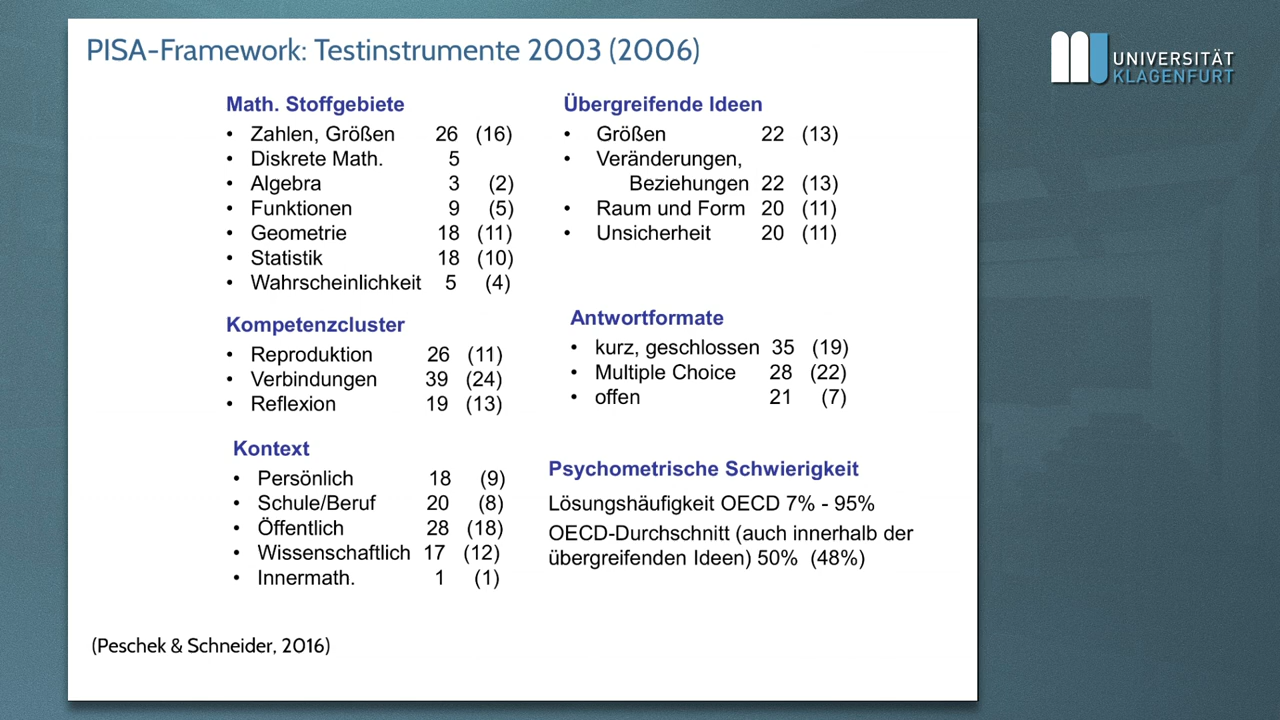 PISA-Framework: Testinstrumente 2003 (2006)
Math. Stoffgebiete
• Zahlen, Größen 26 (16)
• Diskrete Math. 5
• Algebra 3 (2)
• Funktionen 9 (5)
• Geometrie 18 (11)
• Statistik 18 (10)
• Wahrscheinlichkeit 5 (4)
Übergreifende Ideen
• Größen 22 (13)
• Veränderungen,
Beziehungen 22 (13)
• Raum und Form 20 (11)
• Unsicherheit 20 (11)
Kompetenzcluster
• Reproduktion 26 (11)
• Verbindungen 39 (24)
• Reflexion 19 (13)
Antwortformate
• kurz, geschlossen 35 (19)
• Multiple Choice 28 (22)
• offen 21 (7)
Kontext
• Persönlich 18 (9)
• Schule/Beruf 20 (8)
• Öffentlich 28 (18)
• Wissenschaftlich 17 (12)
• Innermath. 1 (1)
Psychometrische Schwierigkeit
Lösungshäufigkeit OECD 7% - 95%
OECD-Durchschnitt (auch innerhalb der
übergreifenden Ideen) 50% (48%)
(Peschek & Schneider, 2016)
UNIVERSITÄT
KLAGENFURT